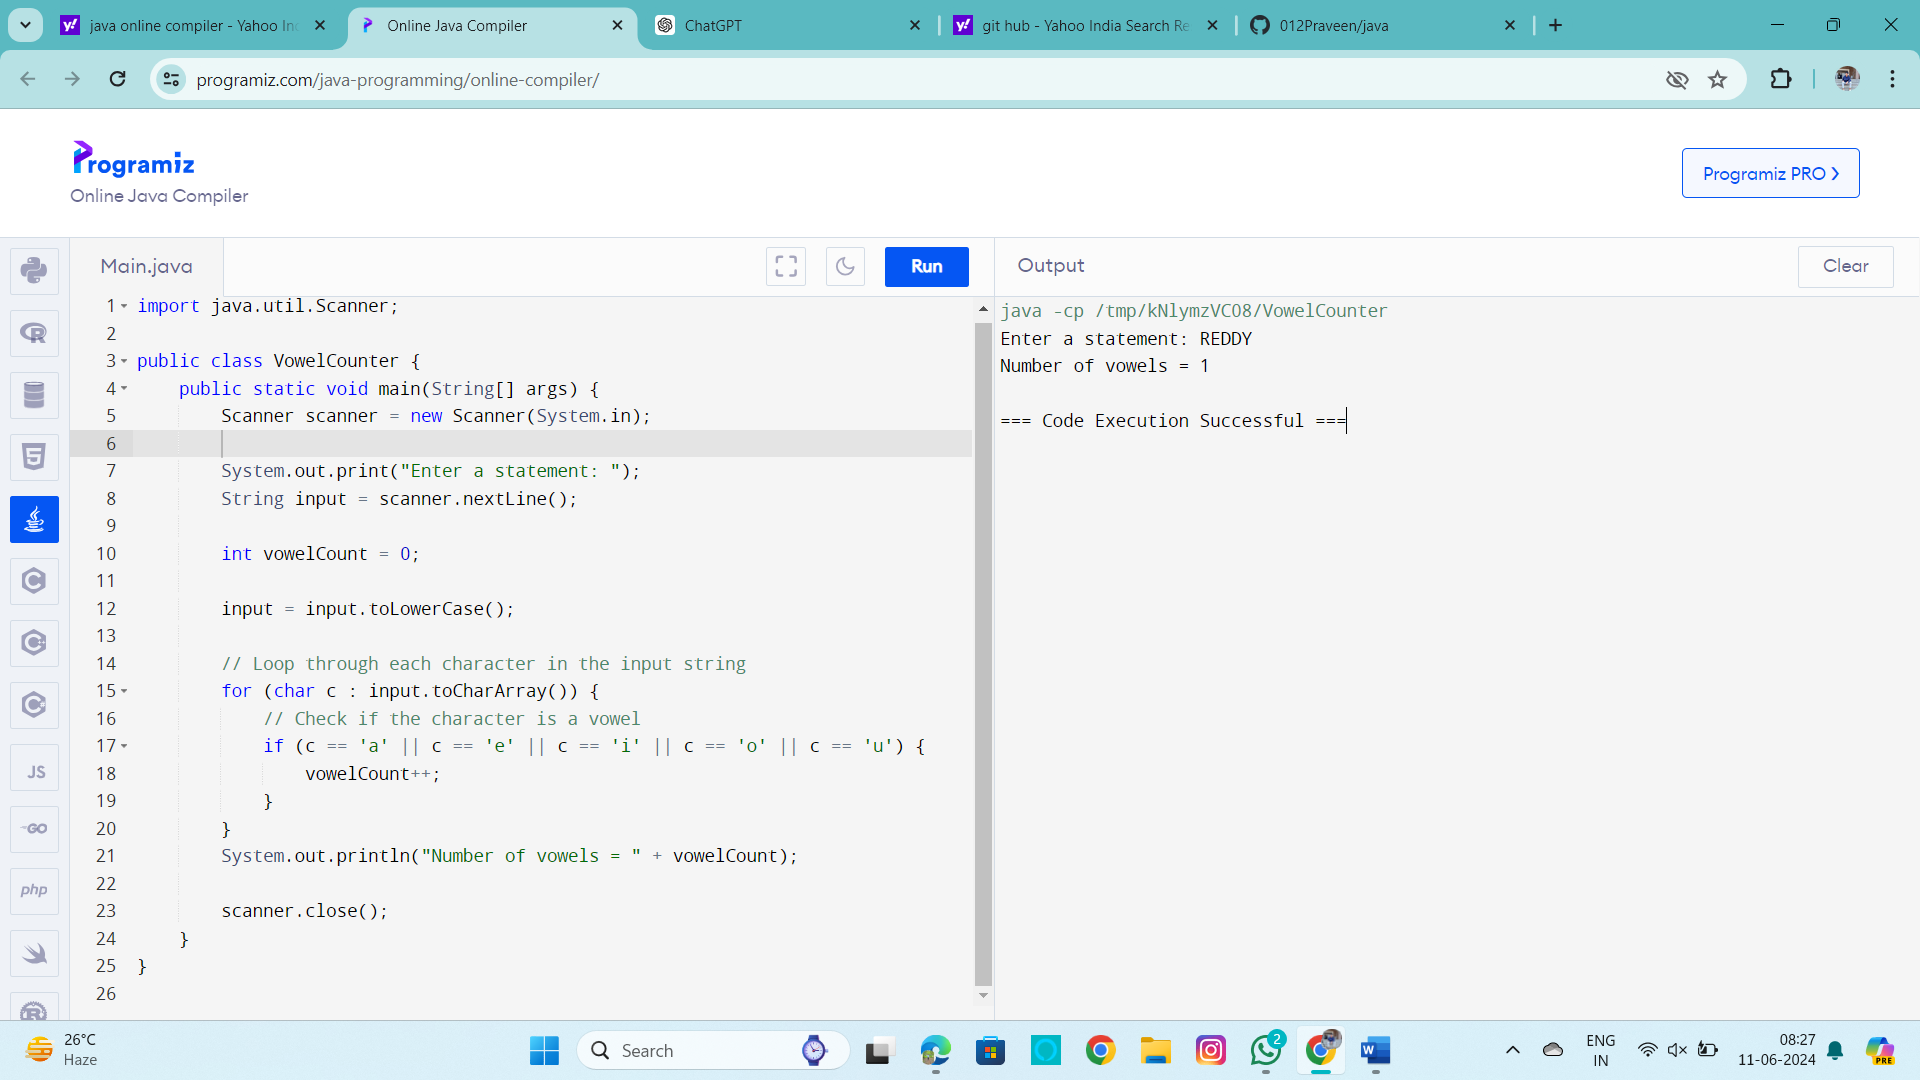 java online compiler - Yahoo In
Online Java Compiler
ChatGPT
git hub - Yahoo India Search Re
012Praveen/java
programiz.com/java-programming/online-compiler/
Programiz
Online Java Compiler
Programiz PRO
Main.java
Run
Output
Clear
1 import java.util.Scanner;
2
3 public class VowelCounter {
4 public static void main(String[] args) {
5 Scanner scanner = new Scanner(System.in);
6
7 System.out.print("Enter a statement: ");
8 String input = scanner.nextLine();
9
10 int vowelCount = 0;
11
12 input = input.toLowerCase();
13
14 // Loop through each character in the input string
15 for (char c : input.toCharArray()) {
16 // Check if the character is a vowel
17 if (c == 'a' || c == 'e' || c == 'i' || c == 'o' || c == 'u') {
18 vowelCount++;
19 }
20 }
21 System.out.println("Number of vowels = " + vowelCount);
22
23 scanner.close();
24 }
25 }
26
java -cp /tmp/kNlymzVCO8/VowelCounter
Enter a statement: REDDY
Number of vowels = 1
=== Code Execution Successful ===
JS
GO
php
26°C
Haze
Search
2
W
ENG
IN
08:27
11-06-2024
PRE